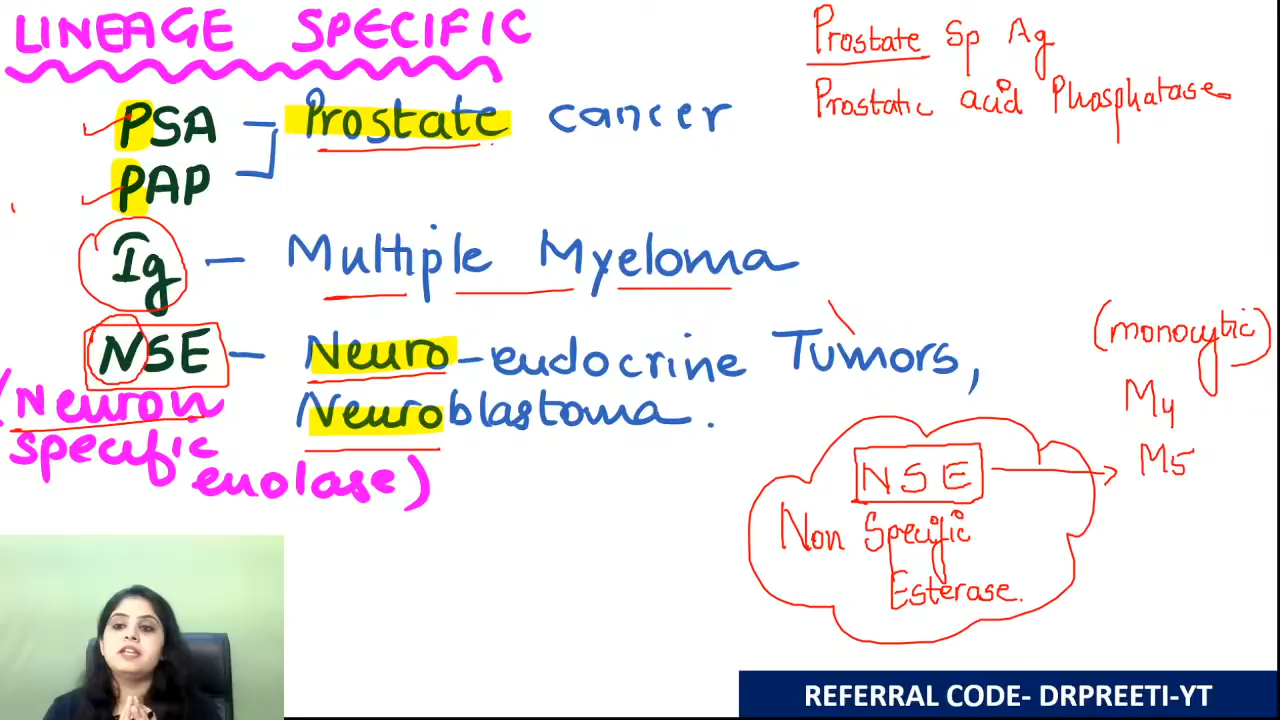 LINEAGE SPECIFIC
Prostate Sp Ag
Prostatic acid Phosphatase
PSA – Prostate cancer
PAP
Ig – Multiple Myeloma
NSE – Neuro-endocrine Tumors,
(Neuron Neuroblastoma.
specific
enolase)
(monocytic)
M4
M5
NSE
Non Specific
Esterase.
REFERRAL CODE- DRPREETI-YT